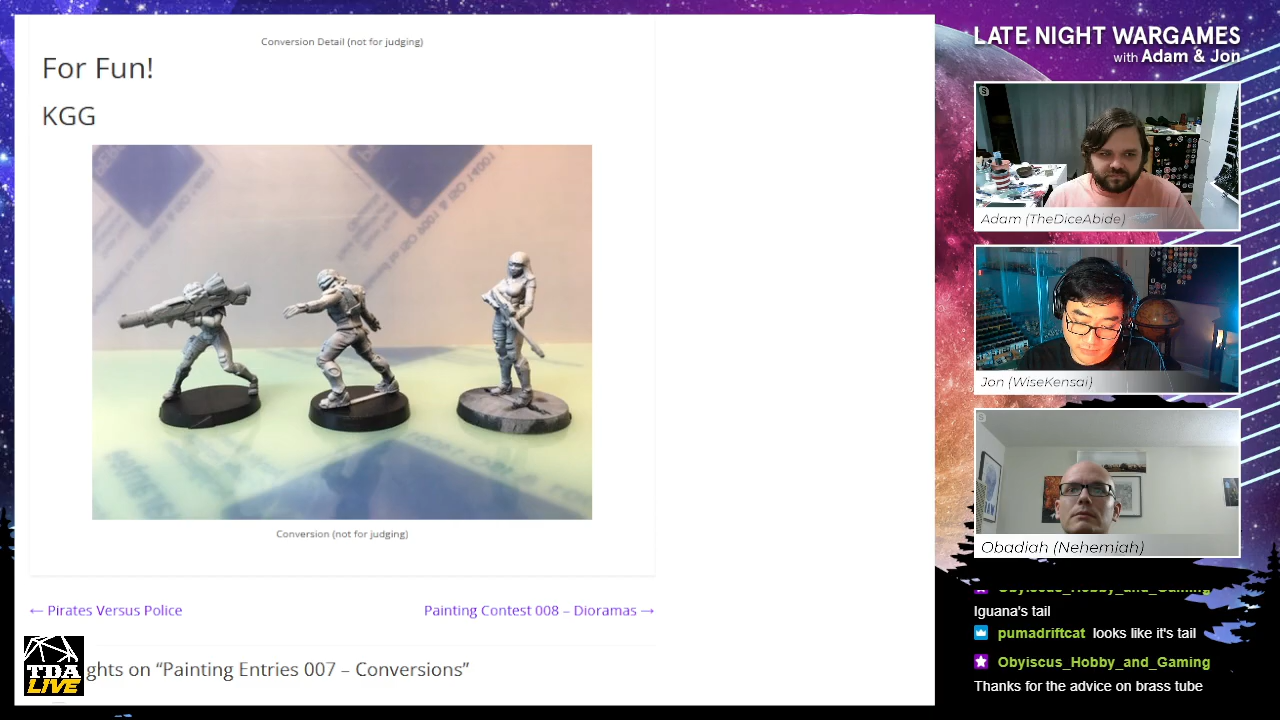 Conversion Detail (not for judging)
For Fun!
KGG
Conversion (not for judging)
← Pirates Versus Police
Painting Contest 008 – Dioramas →
ghts on “Painting Entries 007 – Conversions”
TDA
LIVE
LATE NIGHT WARGAMES
with Adam & Jon
Adam (TheDiceAbide)
Jon (WiseKensai)
Obadiah (Nehemiah)
Obyiscus_Hobby_and_Gaming
Iguana's tail
pumadriftcat looks like it's tail
Obyiscus_Hobby_and_Gaming
Thanks for the advice on brass tube